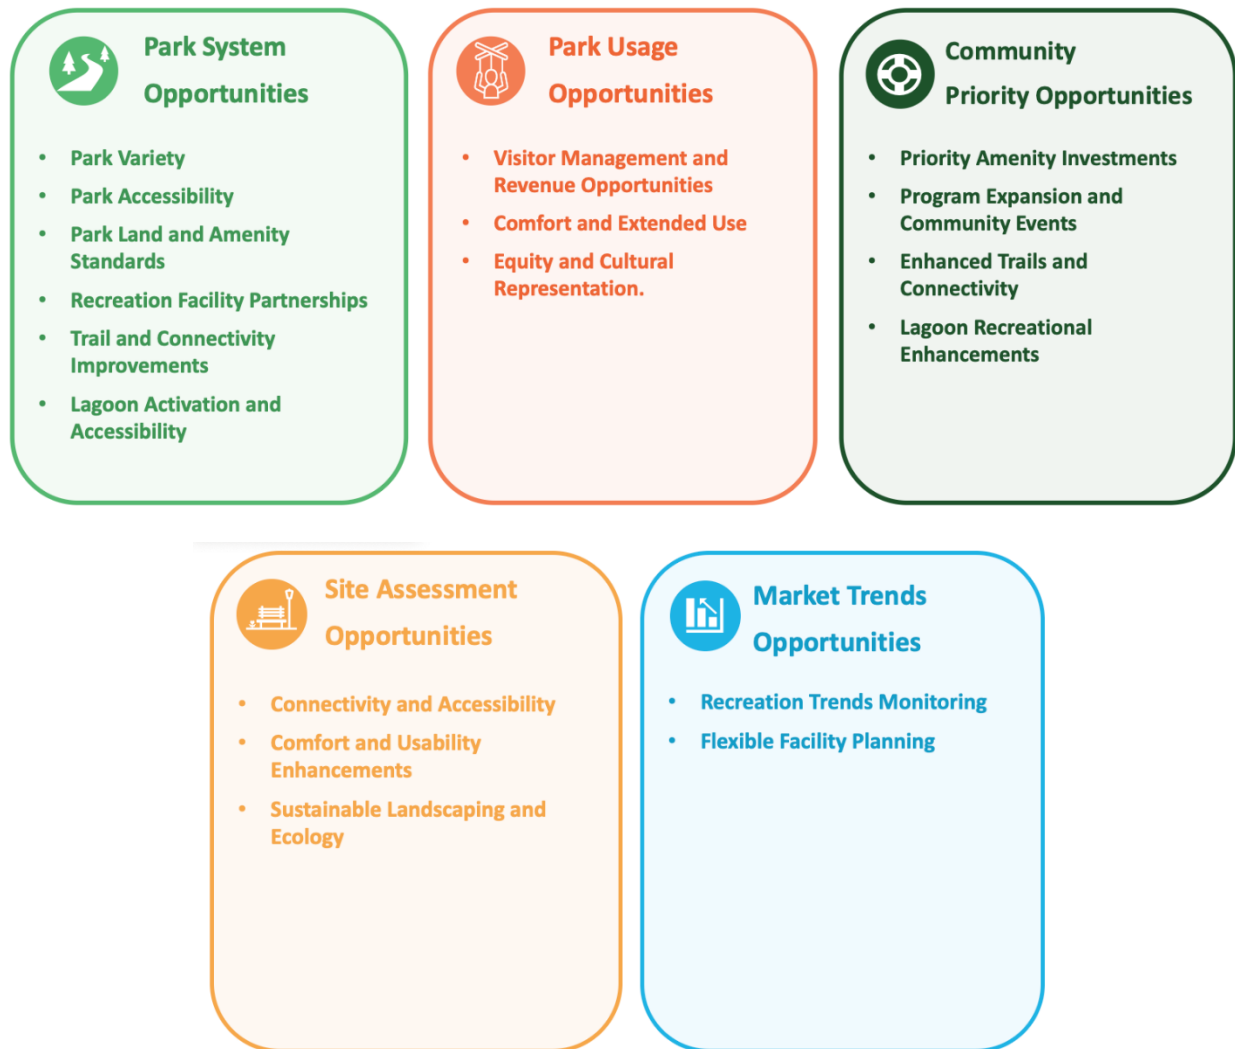 Park System
Opportunities
• Park Variety
• Park Accessibility
• Park Land and Amenity
Standards
• Recreation Facility Partnerships
• Trail and Connectivity
Improvements
• Lagoon Activation and
Accessibility
Park Usage
Opportunities
• Visitor Management and
Revenue Opportunities
• Comfort and Extended Use
• Equity and Cultural
Representation.
Community
Priority Opportunities
• Priority Amenity Investments
• Program Expansion and
Community Events
• Enhanced Trails and
Connectivity
• Lagoon Recreational
Enhancements
Site Assessment
Opportunities
• Connectivity and Accessibility
• Comfort and Usability
Enhancements
• Sustainable Landscaping and
Ecology
Market Trends
Opportunities
• Recreation Trends Monitoring
• Flexible Facility Planning